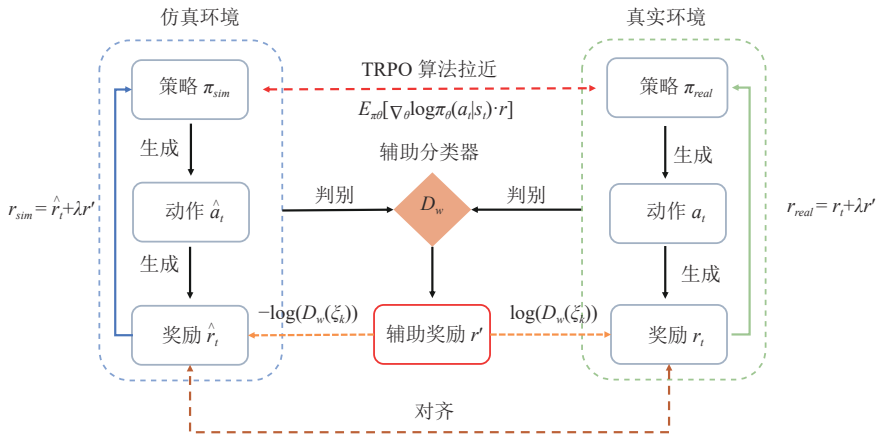 仿真环境
真实环境
策略 π_sim
TRPO 算法拉近
策略 π_real
E_πθ[∇_θlogπ_θ(a_t|s_t)·r]
生成
辅助分类器
生成
r_sim = r̂_t+λr′
动作 â_t
判别
D_w
判别
动作 a_t
r_real = r_t+λr′
生成
生成
奖励 r̂_t
−log(D_w(ξ_k))
辅助奖励 r′
log(D_w(ξ_k))
奖励 r_t
对齐